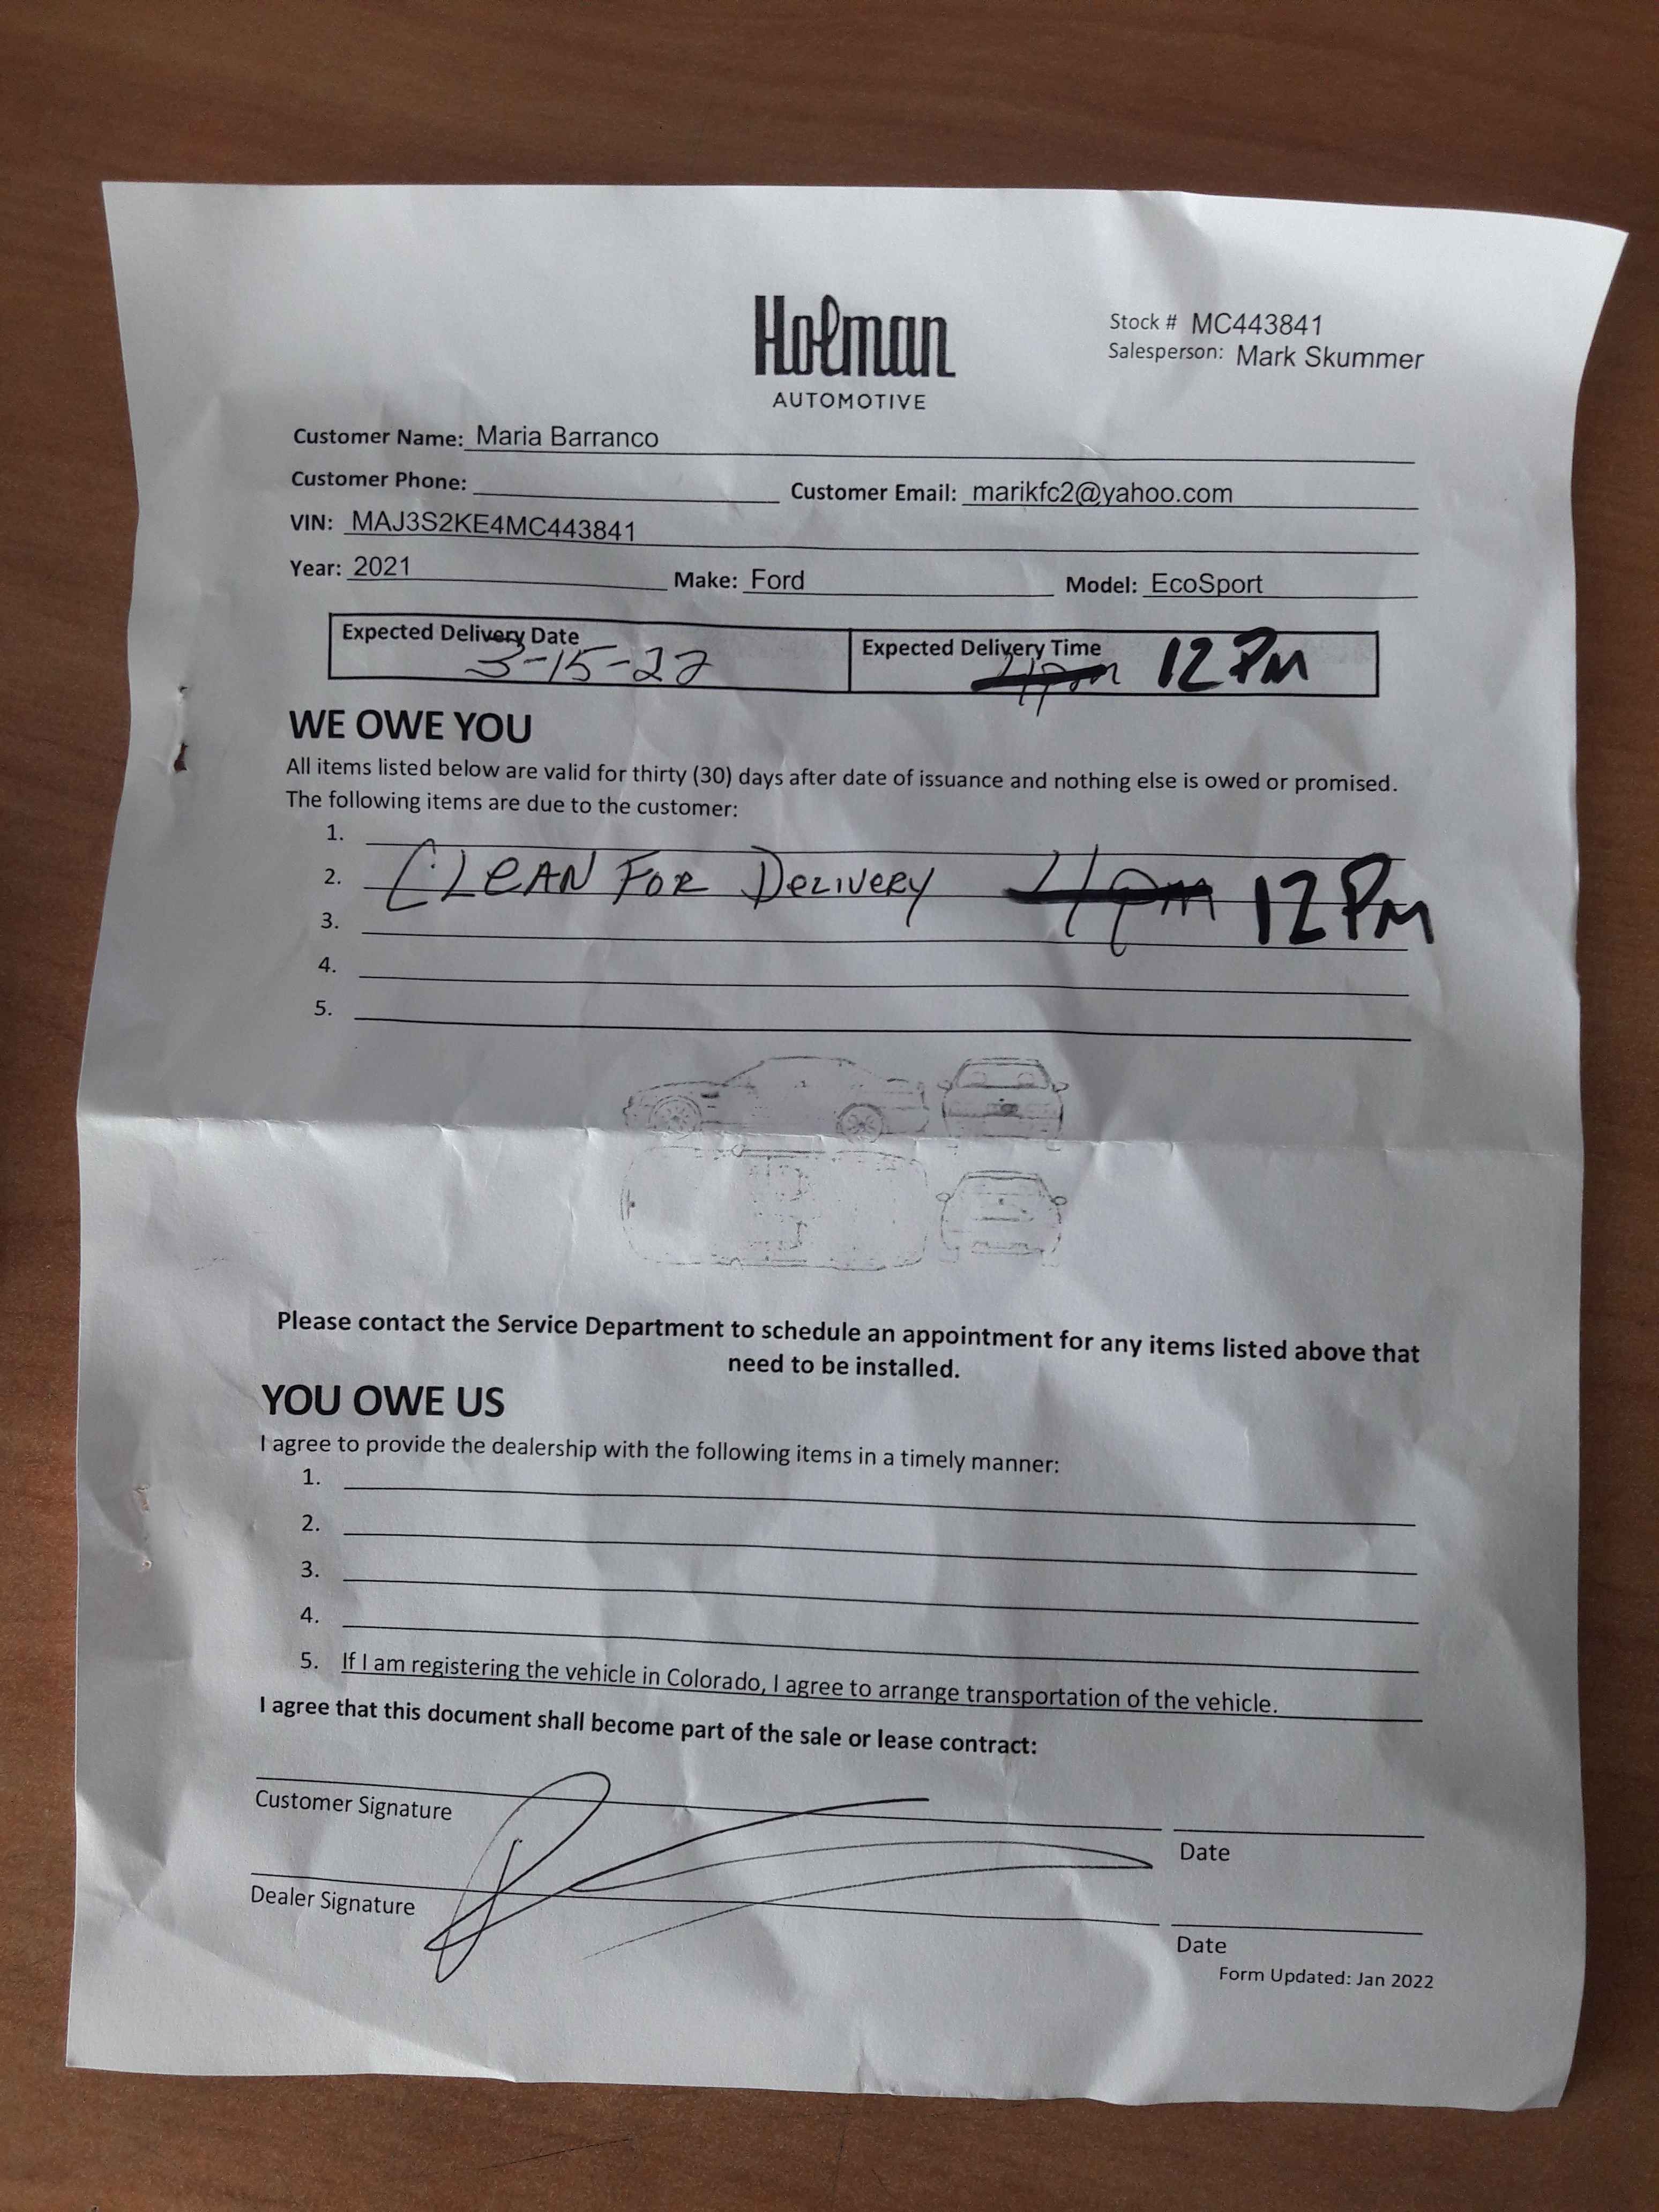 Holman
AUTOMOTIVE
Stock # MC443841
Salesperson: Mark Skummer
Customer Name: Maria Barranco
Customer Phone: Customer Email: marikfc2@yahoo.com
VIN: MAJ3S2KE4MC443841
Year: 2021 Make: Ford Model: EcoSport
Expected Delivery Date Expected Delivery Time
3-15-22 4pm 12 PM
WE OWE YOU
All items listed below are valid for thirty (30) days after date of issuance and nothing else is owed or promised.
The following items are due to the customer:
1.
2. CLEAN FOR DELIVERY 4pm 12 PM
3.
4.
5.
Please contact the Service Department to schedule an appointment for any items listed above that
need to be installed.
YOU OWE US
I agree to provide the dealership with the following items in a timely manner:
1.
2.
3.
4.
5. If I am registering the vehicle in Colorado, I agree to arrange transportation of the vehicle.
I agree that this document shall become part of the sale or lease contract:
Customer Signature
Date
Dealer Signature
Date
Form Updated: Jan 2022